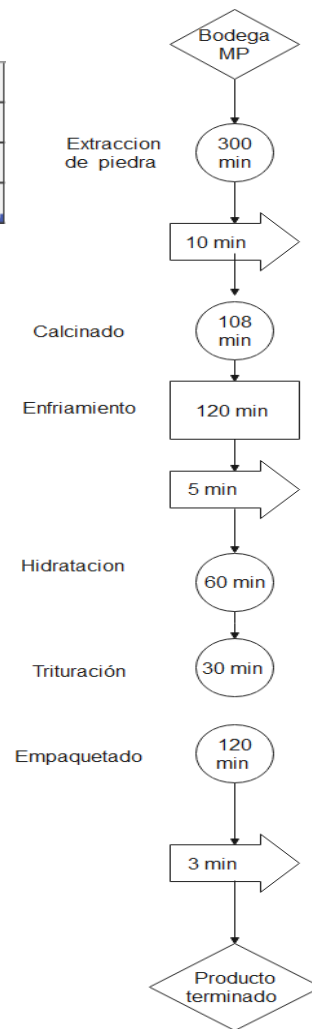 Bodega
MP
Extraccion
de piedra
300
min
10 min
Calcinado
108
min
Enfriamiento
120 min
5 min
Hidratacion
60 min
Trituración
30 min
Empaquetado
120
min
3 min
Producto
terminado